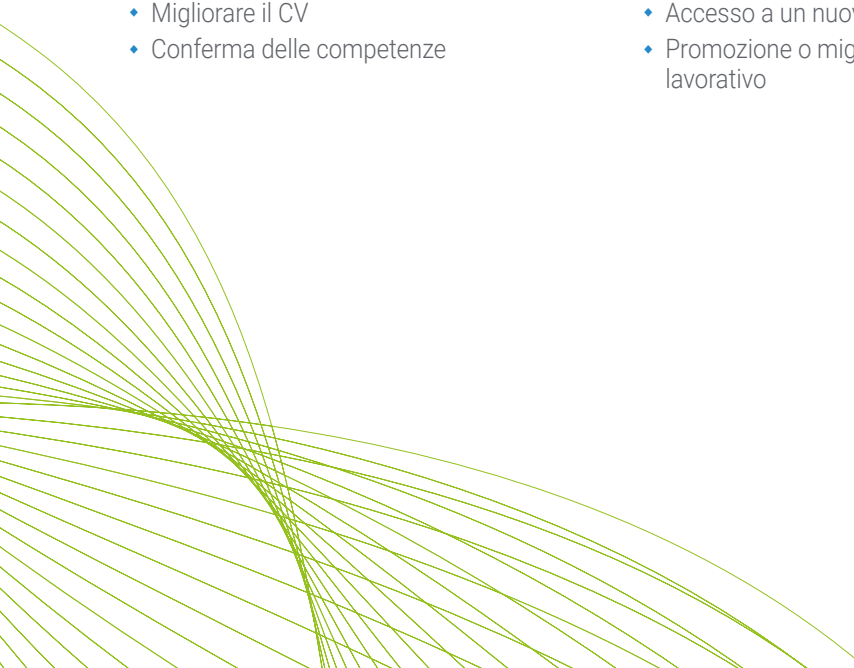 Migliorare il CV
Conferma delle competenze
Accesso a un
Promozione o
lavorativo